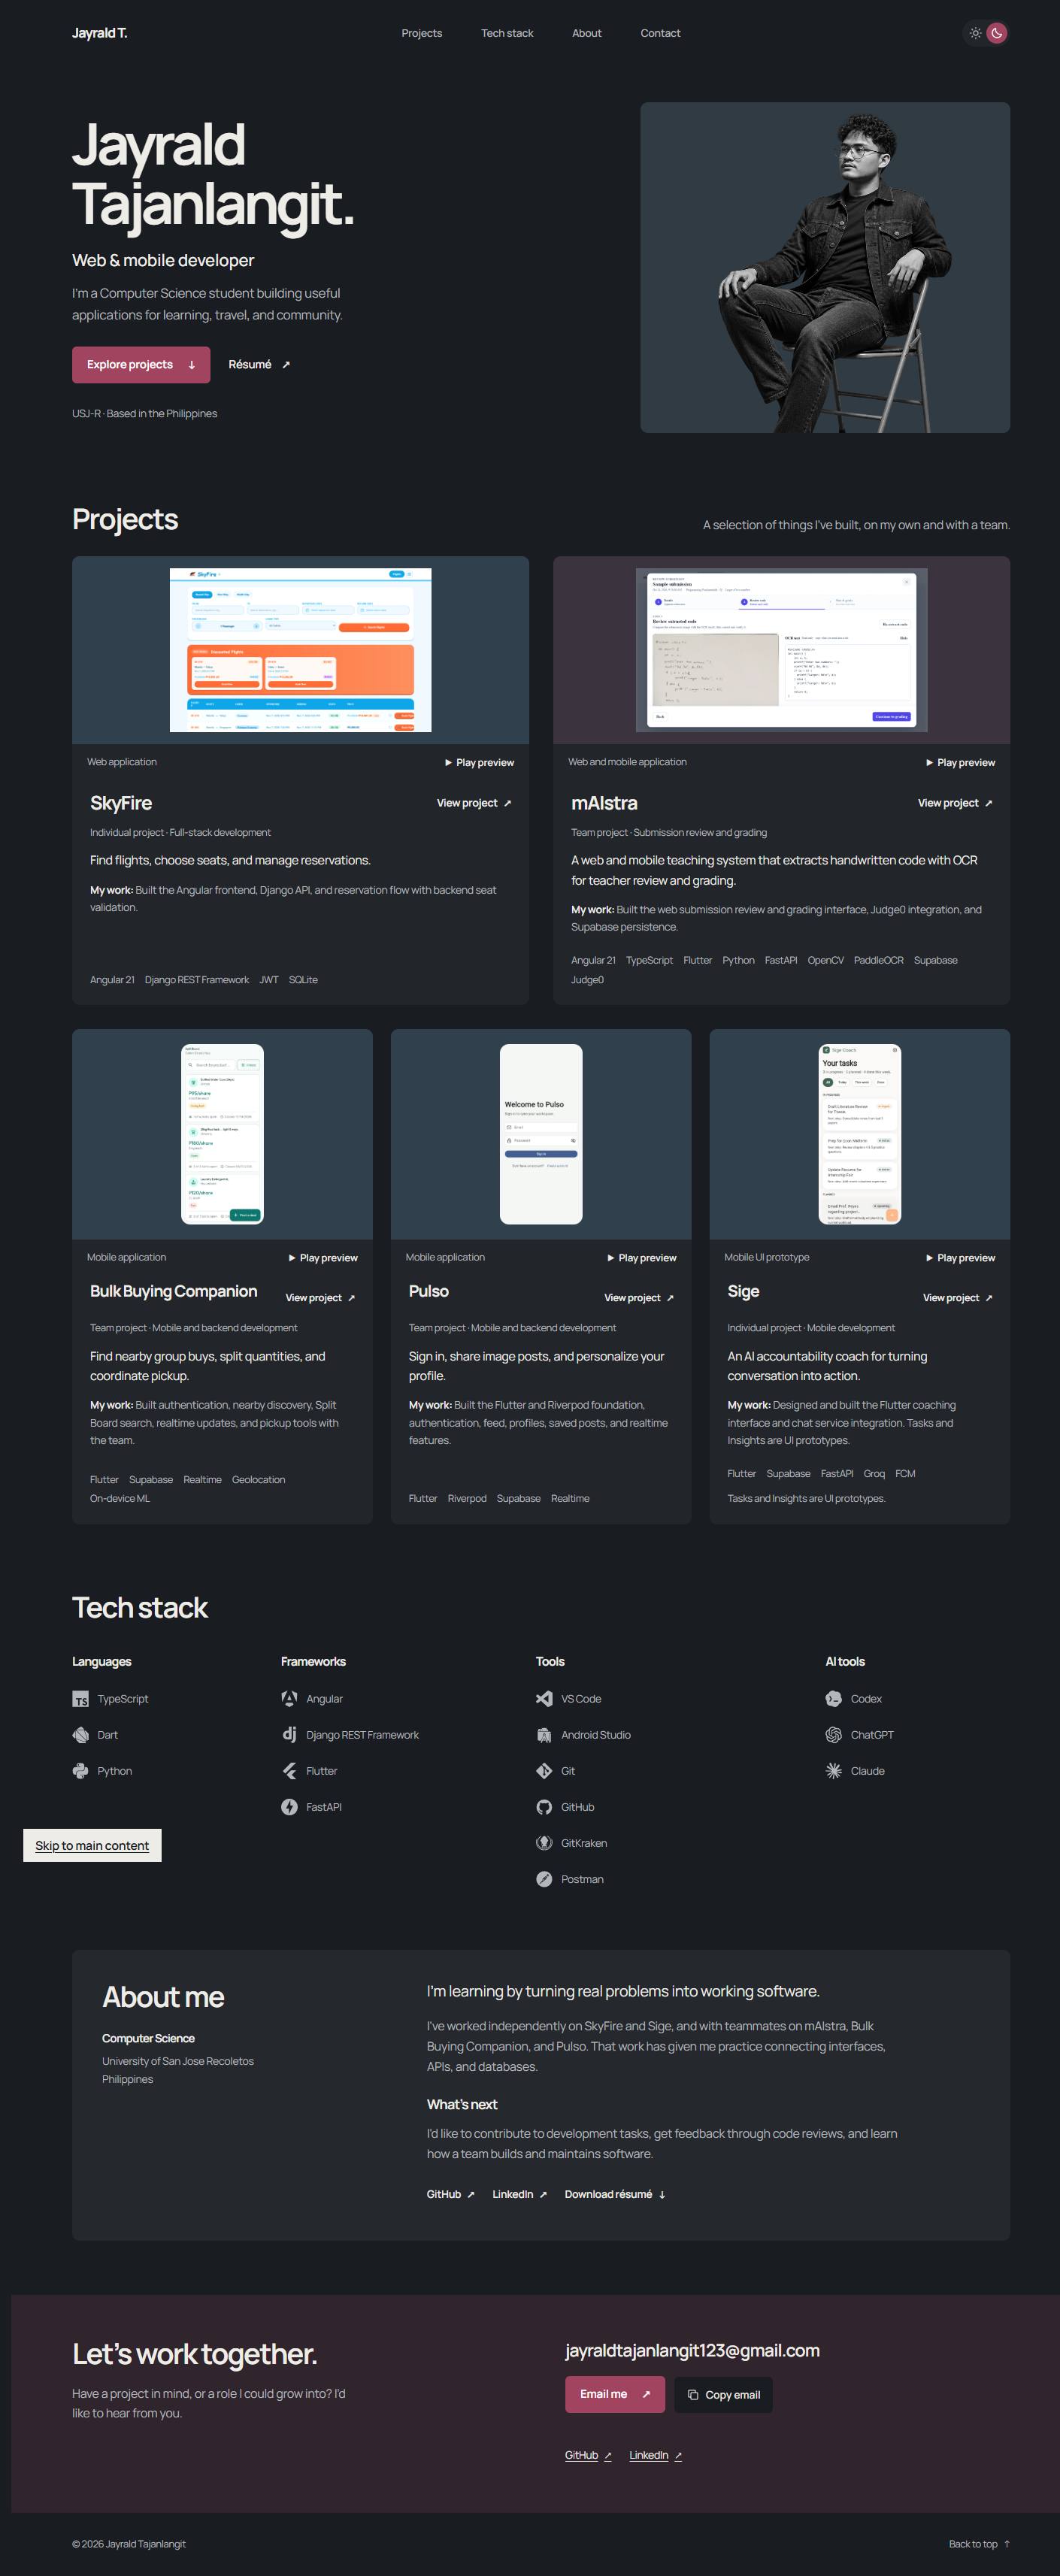 Jayrald T.
Projects
Tech stack
About
Contact
Jayrald
Tajanlangit.
Web & mobile developer
I'm a Computer Science student building useful
applications for learning, travel, and community.
Explore projects ↓
Résumé ↗
USJ-R · Based in the Philippines
Projects
A selection of things I've built, on my own and with a team.
SkyFire
Sample submission
Review extracted code
Web application
▶ Play preview
SkyFire
View project ↗
Individual project · Full-stack development
Find flights, choose seats, and manage reservations.
My work: Built the Angular frontend, Django API, and reservation flow with backend seat
validation.
Angular 21 Django REST Framework JWT SQLite
Web and mobile application
▶ Play preview
mAIstra
View project ↗
Team project · Submission review and grading
A web and mobile teaching system that extracts handwritten code with OCR
for teacher review and grading.
My work: Built the web submission review and grading interface, Judge0 integration, and
Supabase persistence.
Angular 21 TypeScript Flutter Python FastAPI OpenCV PaddleOCR Supabase
Judge0
Welcome to Pulso
Sige Coach
Your tasks
Mobile application
▶ Play preview
Bulk Buying Companion
View project ↗
Team project · Mobile and backend development
Find nearby group buys, split quantities, and
coordinate pickup.
My work: Built authentication, nearby discovery, Split
Board search, realtime updates, and pickup tools with
the team.
Flutter Supabase Realtime Geolocation
On-device ML
Mobile application
▶ Play preview
Pulso
View project ↗
Team project · Mobile and backend development
Sign in, share image posts, and personalize your
profile.
My work: Built the Flutter and Riverpod foundation,
authentication, feed, profiles, saved posts, and realtime
features.
Flutter Riverpod Supabase Realtime
Mobile UI prototype
▶ Play preview
Sige
View project ↗
Individual project · Mobile development
An AI accountability coach for turning
conversation into action.
My work: Designed and built the Flutter coaching
interface and chat service integration. Tasks and
Insights are UI prototypes.
Flutter Supabase FastAPI Groq FCM
Tasks and Insights are UI prototypes.
Tech stack
Languages
TypeScript
Dart
Python
Frameworks
Angular
Django REST Framework
Flutter
FastAPI
Tools
VS Code
Android Studio
Git
GitHub
GitKraken
Postman
AI tools
Codex
ChatGPT
Claude
Skip to main content
About me
Computer Science
University of San Jose Recoletos
Philippines
I'm learning by turning real problems into working software.
I've worked independently on SkyFire and Sige, and with teammates on mAIstra, Bulk
Buying Companion, and Pulso. That work has given me practice connecting interfaces,
APIs, and databases.
What's next
I'd like to contribute to development tasks, get feedback through code reviews, and learn
how a team builds and maintains software.
GitHub ↗ LinkedIn ↗ Download résumé ↓
Let's work together.
Have a project in mind, or a role I could grow into? I'd
like to hear from you.
jayraldtajanlangit123@gmail.com
Email me ↗
Copy email
GitHub ↗ LinkedIn ↗
© 2026 Jayrald Tajanlangit
Back to top ↑